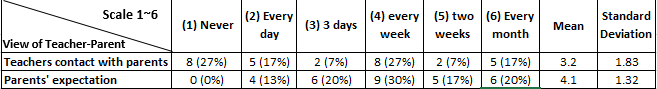 Scale 1~6
View of Teacher-Parent
(1) Never
(2) Every day
(3) 3 days
(4) every week
(5) two weeks
(6) Every month
Mean
Standard Deviation
Teachers contact with parents 8 (27%) 5 (17%) 2 (7%) 8 (27%) 2 (7%) 5 (17%) 3.2 1.83
Parents' expectation 0 (0%) 4 (13%) 6 (20%) 9 (30%) 5 (17%) 6 (20%) 4.1 1.32